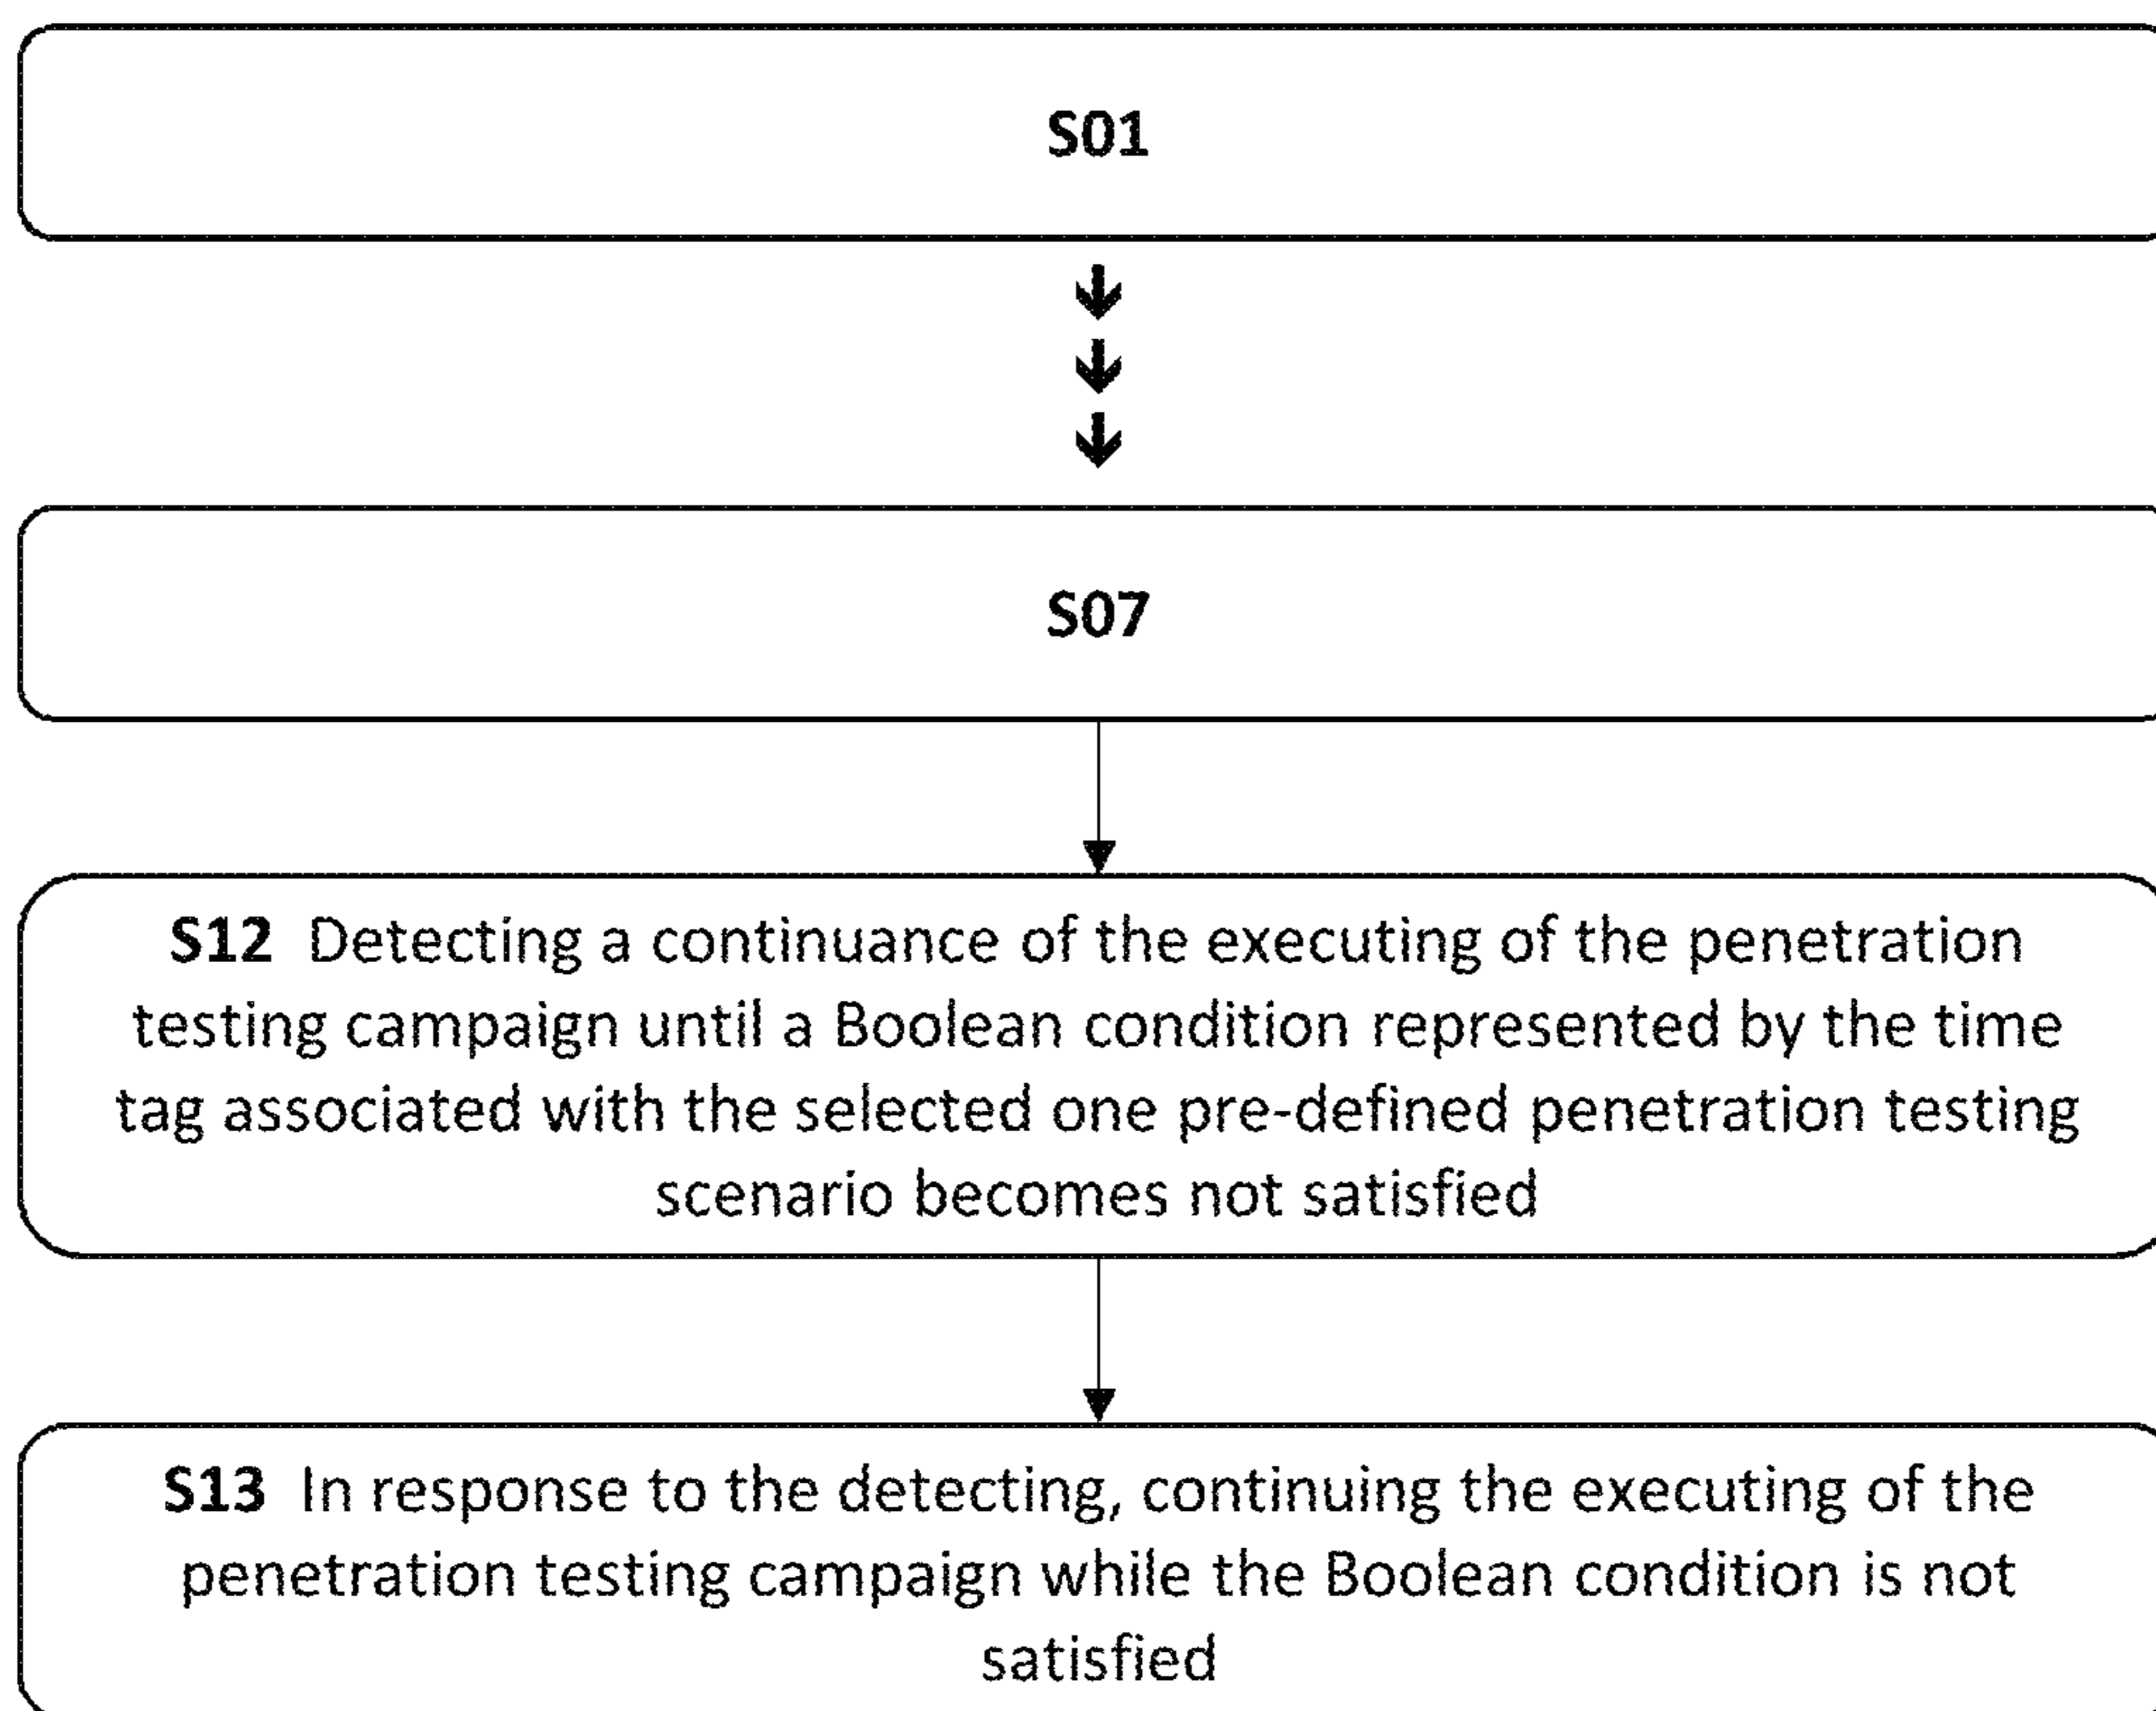 S01
S07
S12 Detecting a continuance of the executing of the penetration
testing campaign until a Boolean condition represented by the time
tag associated with the selected one pre-defined penetration testing
scenario becomes not satisfied
S13 In response to the detecting, continuing the executing of the
penetration testing campaign while the Boolean condition is not
satisfied